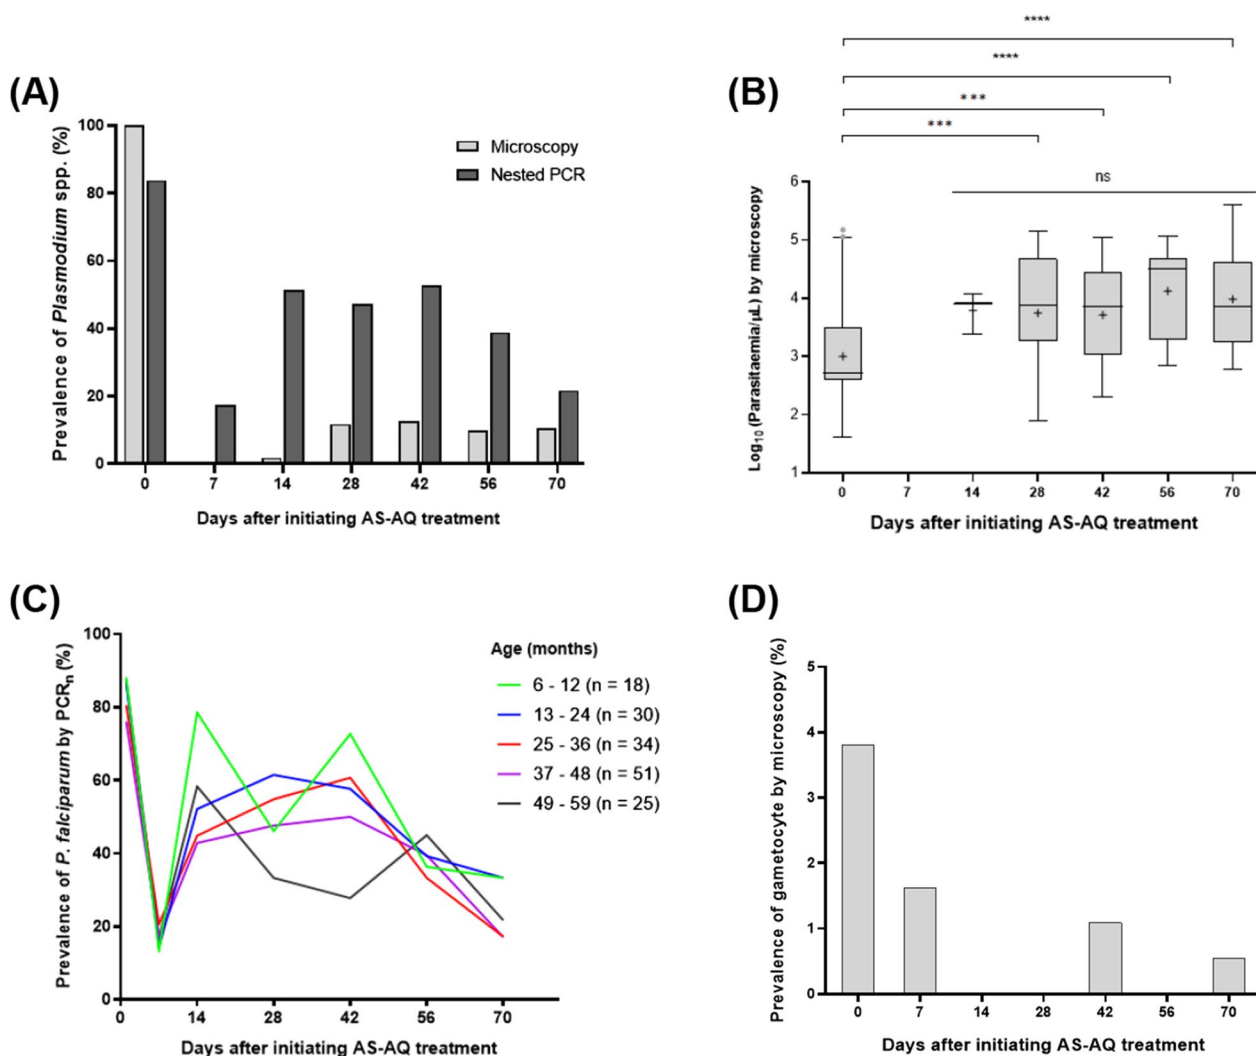 (A)
Prevalence of Plasmodium spp. (%)
100
80
60
40
20
0
Microscopy
Nested PCR
0 7 14 28 42 56 70
Days after initiating AS-AQ treatment
(B)
****
****
***
***
ns
Log10 (Parasitaemia/µL) by microscopy
6
5
4
3
2
1
0 7 14 28 42 56 70
Days after initiating AS-AQ treatment
(C)
Prevalence of P. falciparum by PCRn (%)
100
80
60
40
20
0
Age (months)
6 - 12 (n = 18)
13 - 24 (n = 30)
25 - 36 (n = 34)
37 - 48 (n = 51)
49 - 59 (n = 25)
0 14 28 42 56 70
Days after initiating AS-AQ treatment
(D)
Prevalence of gametocyte by microscopy (%)
5
4
3
2
1
0
0 7 14 28 42 56 70
Days after initiating AS-AQ treatment